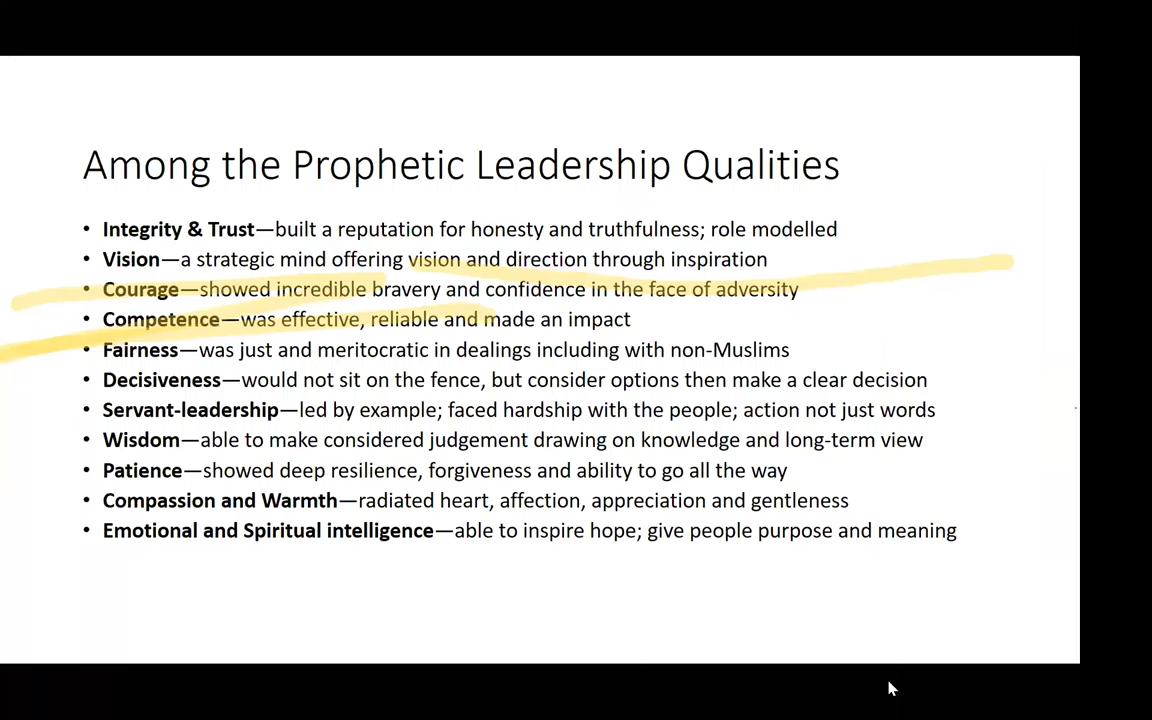 Among the Prophetic Leadership Qualities
• Integrity & Trust—built a reputation for honesty and truthfulness; role modelled
• Vision—a strategic mind offering vision and direction through inspiration
• Courage—showed incredible bravery and confidence in the face of adversity
• Competence—was effective, reliable and made an impact
• Fairness—was just and meritocratic in dealings including with non-Muslims
• Decisiveness—would not sit on the fence, but consider options then make a clear decision
• Servant-leadership—led by example; faced hardship with the people; action not just words
• Wisdom—able to make considered judgement drawing on knowledge and long-term view
• Patience—showed deep resilience, forgiveness and ability to go all the way
• Compassion and Warmth—radiated heart, affection, appreciation and gentleness
• Emotional and Spiritual intelligence—able to inspire hope; give people purpose and meaning